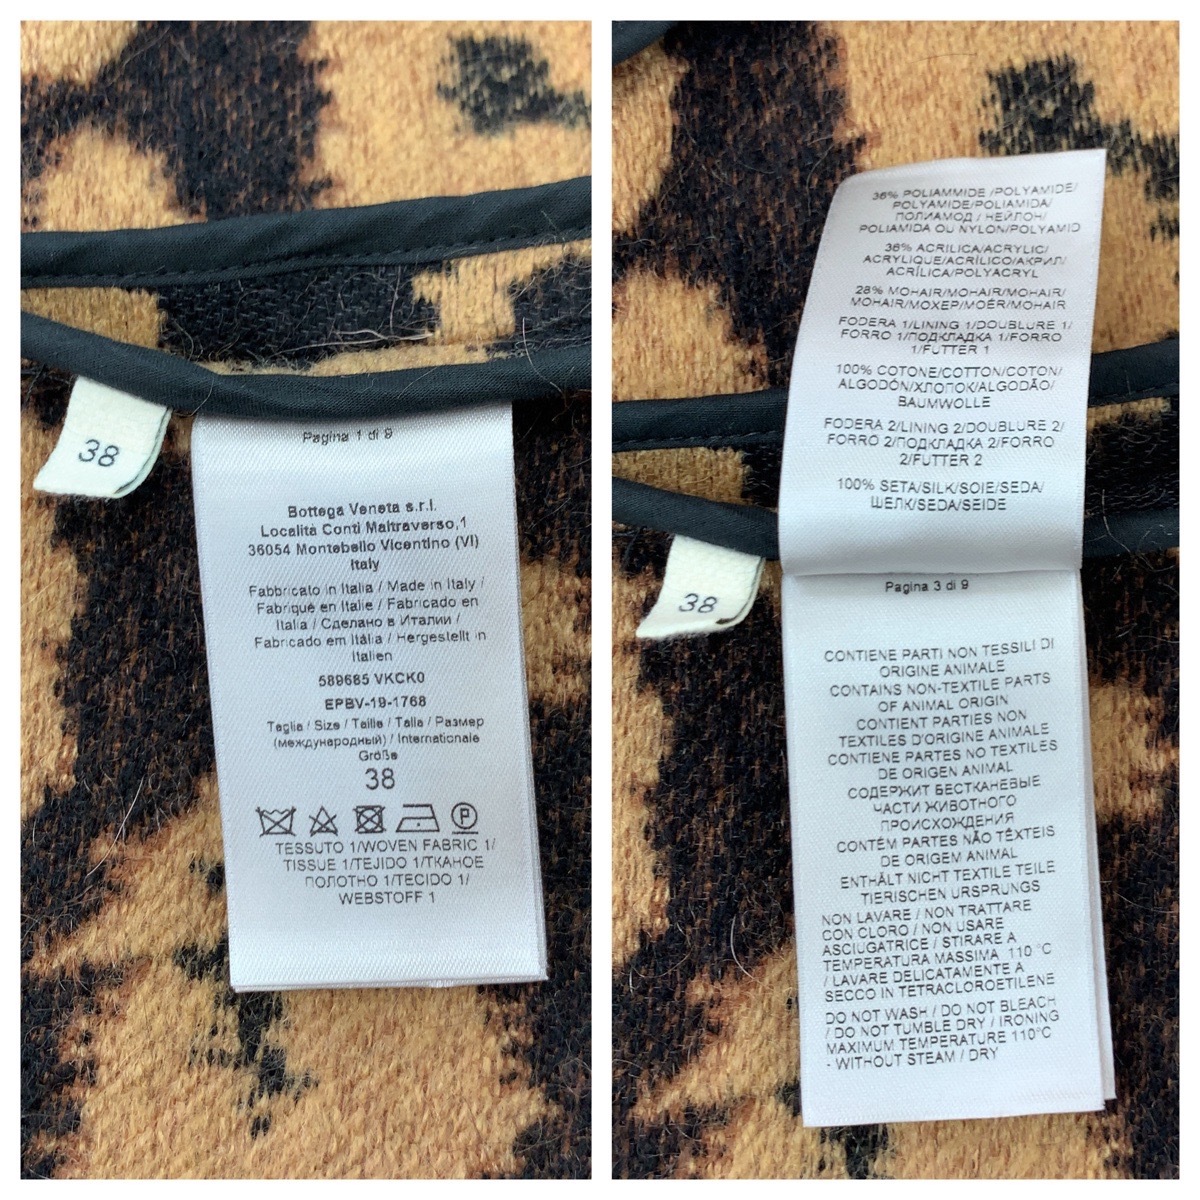 38
Pagina 1 di 9
Bottega Veneta s.r.l.
Località Conti Maltraverso,1
36054 Montebello Vicentino (VI)
Italy
Fabbricato in Italia / Made in Italy /
Fabriqué en Italie / Fabricado en
Italia / Сделано в Италии /
Fabricado em Itália / Hergestellt in
Italien
589685 VKCK0
EPBV-19-1768
Taglia / Size / Taille / Talla / Размер
(международный) / Internationale
Größe
38
P
TESSUTO 1/WOVEN FABRIC 1/
TISSUE 1/TEJIDO 1/ТКАНОЕ
ПОЛОТНО 1/TECIDO 1/
WEBSTOFF 1
36% POLIAMMIDE /POLYAMIDE/
POLYAMIDE/POLIAMIDA/
ПОЛИАМОД / НЕЙЛОН/
POLIAMIDA OU NYLON/POLYAMID
36% ACRILICA/ACRYLIC/
ACRYLIQUE/ACRÍLICO/АКРИЛ/
ACRÍLICA/POLYACRYL
28% MOHAIR/MOHAIR/MOHAIR/
MOHAIR/МОХЕР/MOÉR/MOHAIR
FODERA 1/LINING 1/DOUBLURE 1/
FORRO 1/ПОДКЛАДКА 1/FORRO
1/FUTTER 1
100% COTONE/COTTON/COTON/
ALGODÓN/ХЛОПОК/ALGODÃO/
BAUMWOLLE
FODERA 2/LINING 2/DOUBLURE 2/
FORRO 2/ПОДКЛАДКА 2/FORRO
2/FUTTER 2
100% SETA/SILK/SOIE/SEDA/
ШЕЛК/SEDA/SEIDE
38
Pagina 3 di 9
CONTIENE PARTI NON TESSILI DI
ORIGINE ANIMALE
CONTAINS NON-TEXTILE PARTS
OF ANIMAL ORIGIN
CONTIENT PARTIES NON
TEXTILES D'ORIGINE ANIMALE
CONTIENE PARTES NO TEXTILES
DE ORIGEN ANIMAL
СОДЕРЖИТ БЕСТКАНЕВЫЕ
ЧАСТИ ЖИВОТНОГО
ПРОИСХОЖДЕНИЯ
CONTÉM PARTES NÃO TÊXTEIS
DE ORIGEM ANIMAL
ENTHÄLT NICHT TEXTILE TEILE
TIERISCHEN URSPRUNGS
NON LAVARE / NON TRATTARE
CON CLORO / NON USARE
ASCIUGATRICE / STIRARE A
TEMPERATURA MASSIMA 110 °C
/ LAVARE DELICATAMENTE A
SECCO IN TETRACLOROETILENE
DO NOT WASH / DO NOT BLEACH
/ DO NOT TUMBLE DRY / IRONING
MAXIMUM TEMPERATURE 110°C
- WITHOUT STEAM / DRY